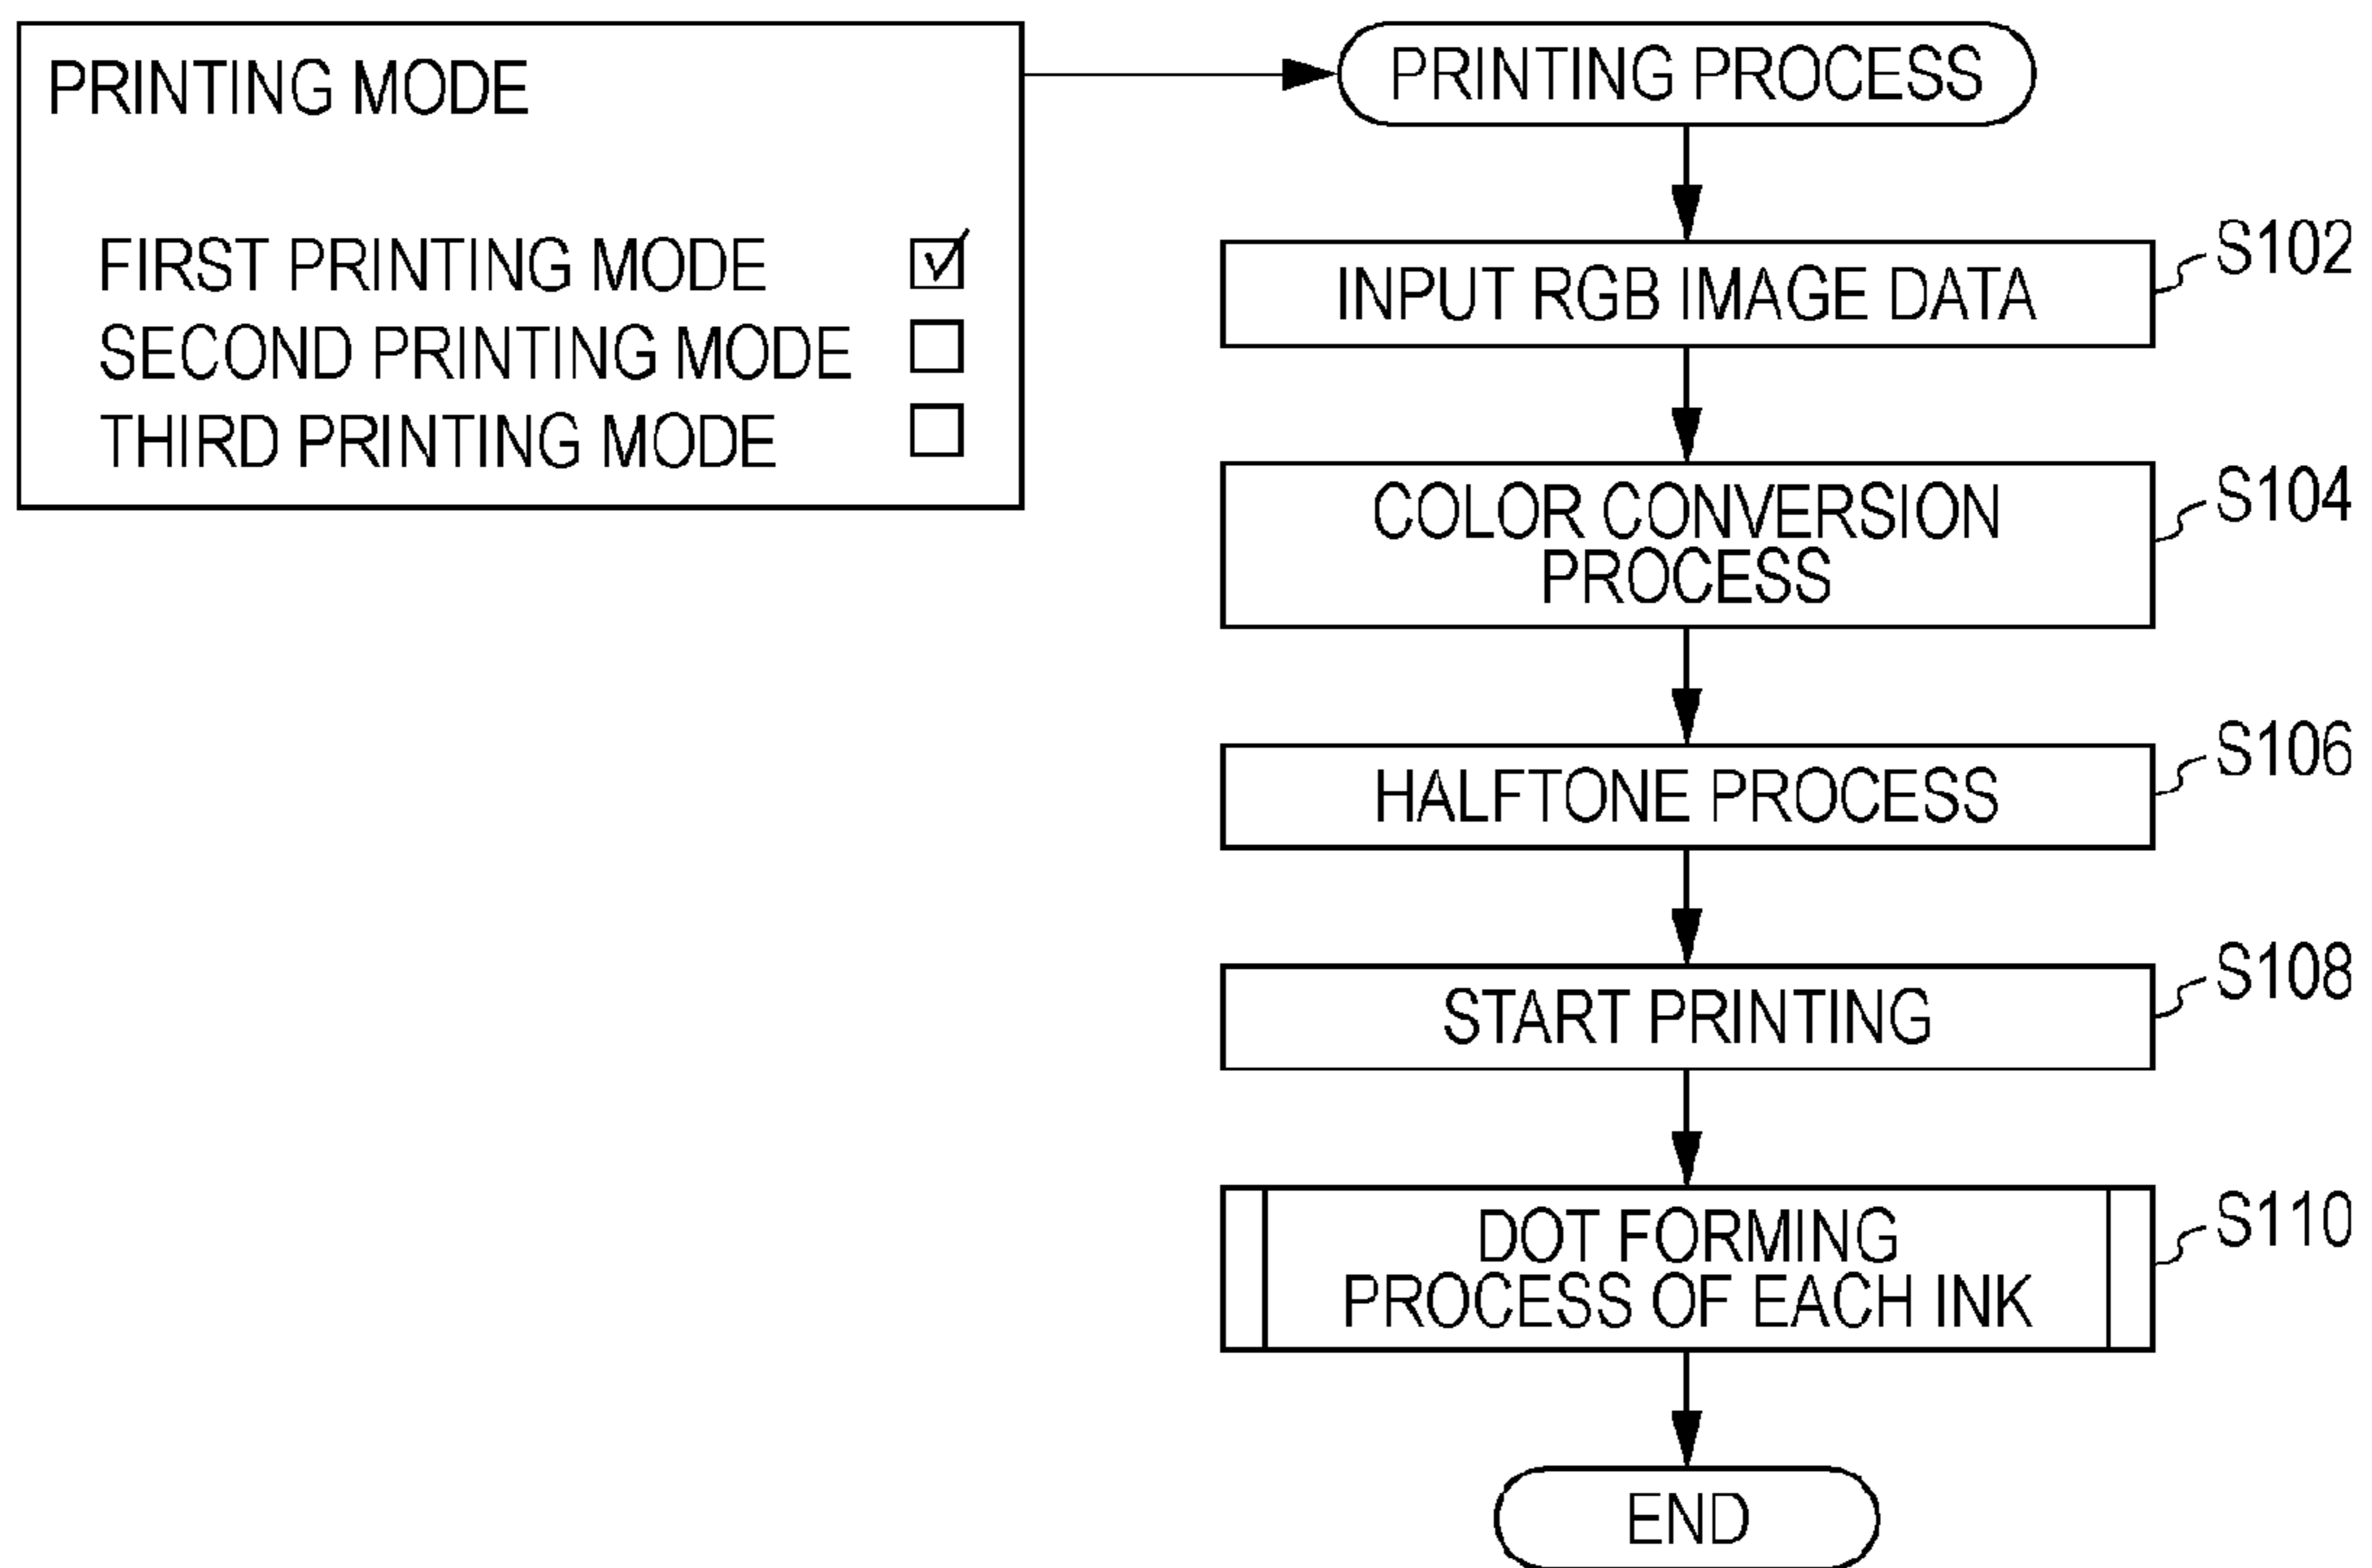 PRINTING MODE
FIRST PRINTING MODE
SECOND PRINTING MODE
THIRD PRINTING MODE
PRINTING PROCESS
INPUT RGB IMAGE DATA
S102
COLOR CONVERSION
PROCESS
S104
HALFTONE PROCESS
S106
START PRINTING
S108
DOT FORMING
PROCESS OF EACH INK
S110
END